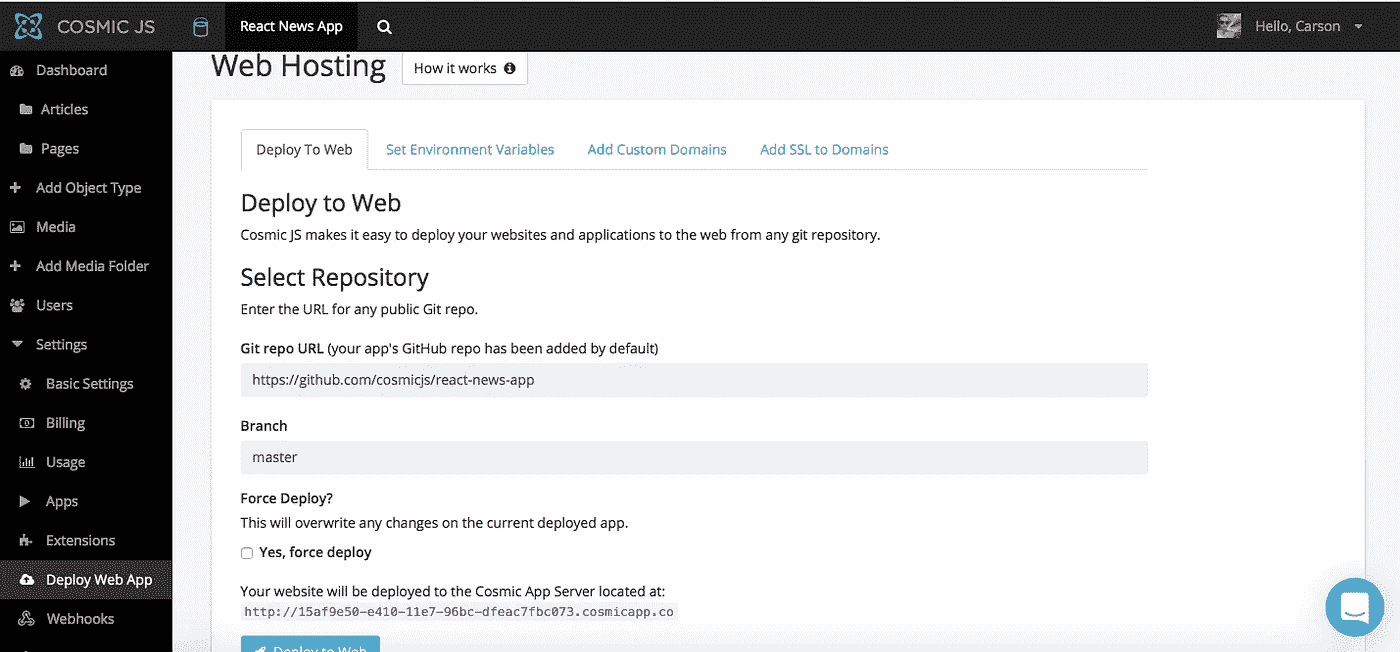 COSMIC JS
React News App
Hello, Carson
Dashboard
Articles
Pages
Add Object Type
Media
Add Media Folder
Users
Settings
Basic Settings
Billing
Usage
Apps
Extensions
Deploy Web App
Webhooks
Web Hosting
How it works
Deploy To Web
Set Environment Variables
Add Custom Domains
Add SSL to Domains
Deploy to Web
Cosmic JS makes it easy to deploy your websites and applications to the web from any git repository.
Select Repository
Enter the URL for any public Git repo.
Git repo URL (your app's GitHub repo has been added by default)
https://github.com/cosmicjs/react-news-app
Branch
master
Force Deploy?
This will overwrite any changes on the current deployed app.
Yes, force deploy
Your website will be deployed to the Cosmic App Server located at:
http://15af9e50-e410-11e7-96bc-dfeac7fbc073.cosmicapp.co
Deploy to Web